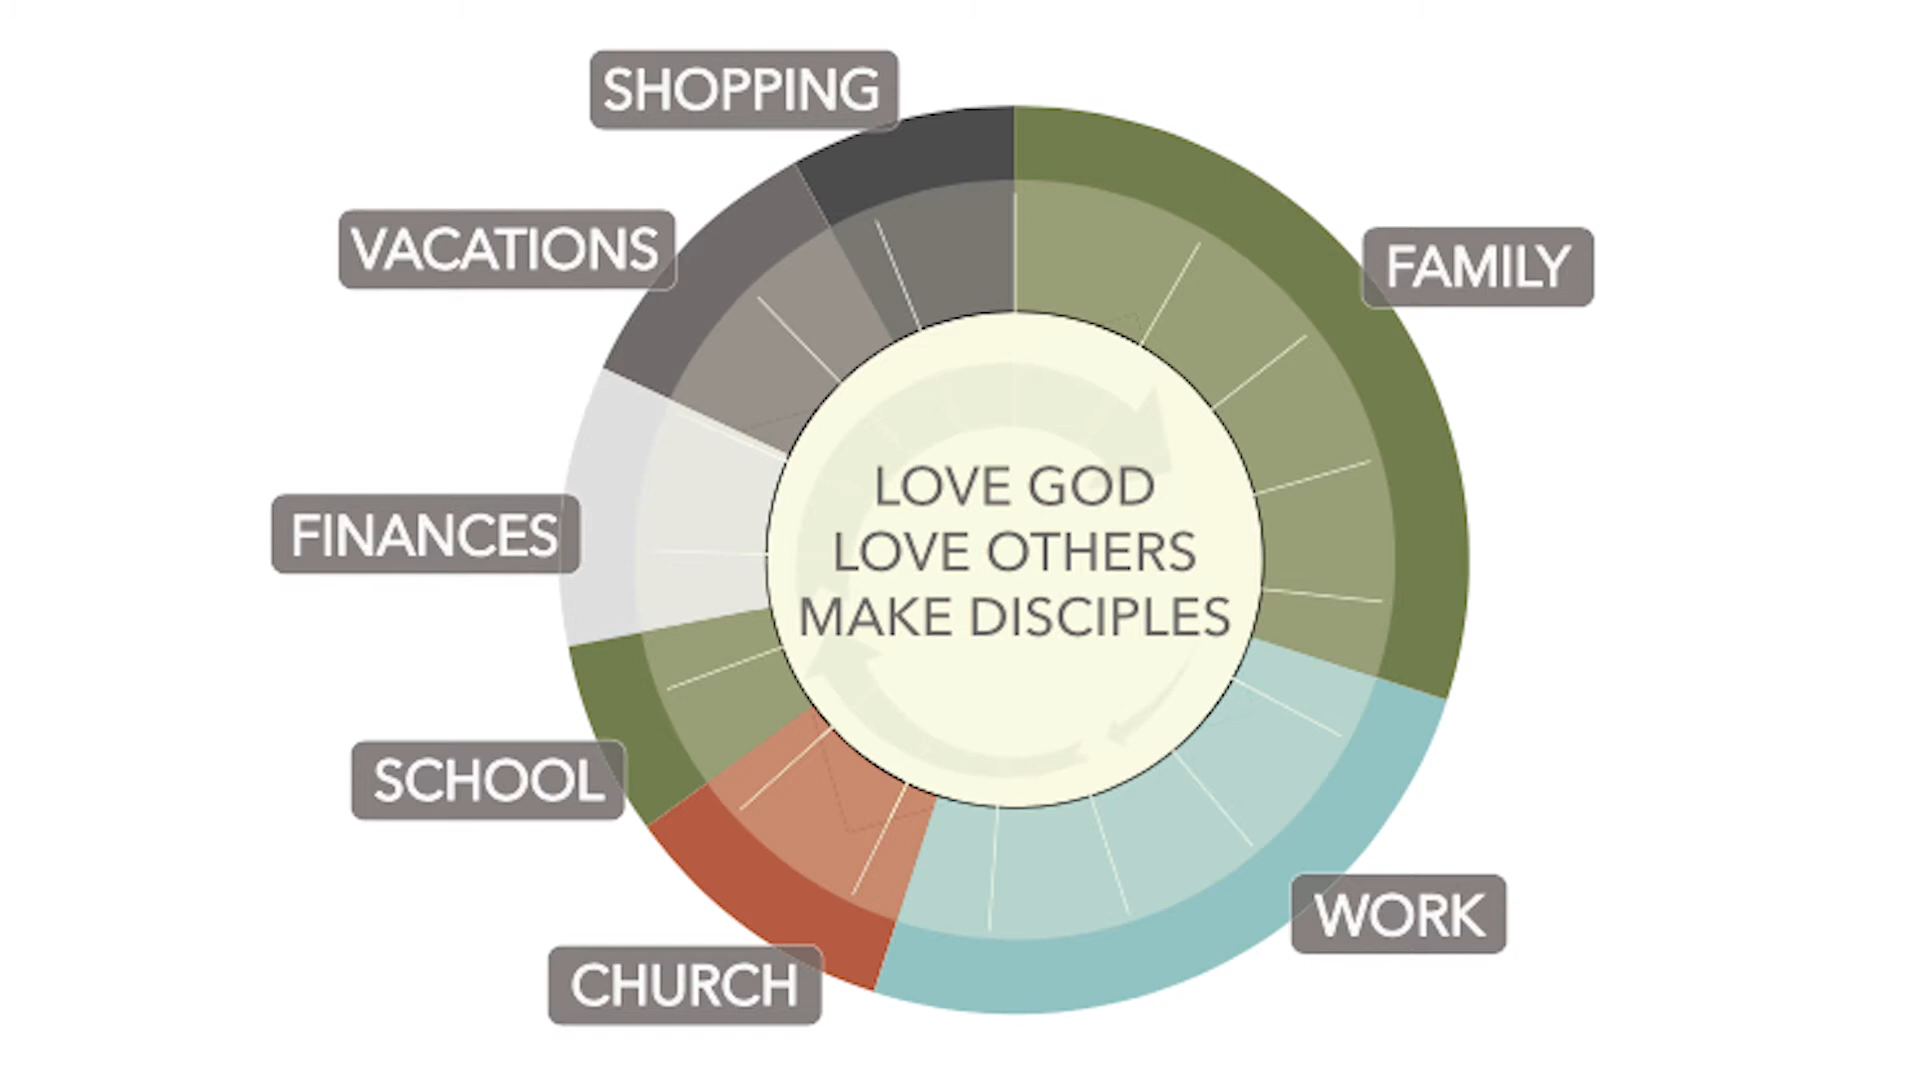 SHOPPING
VACATIONS
FAMILY
FINANCES
LOVE GOD
LOVE OTHERS
MAKE DISCIPLES
SCHOOL
WORK
CHURCH